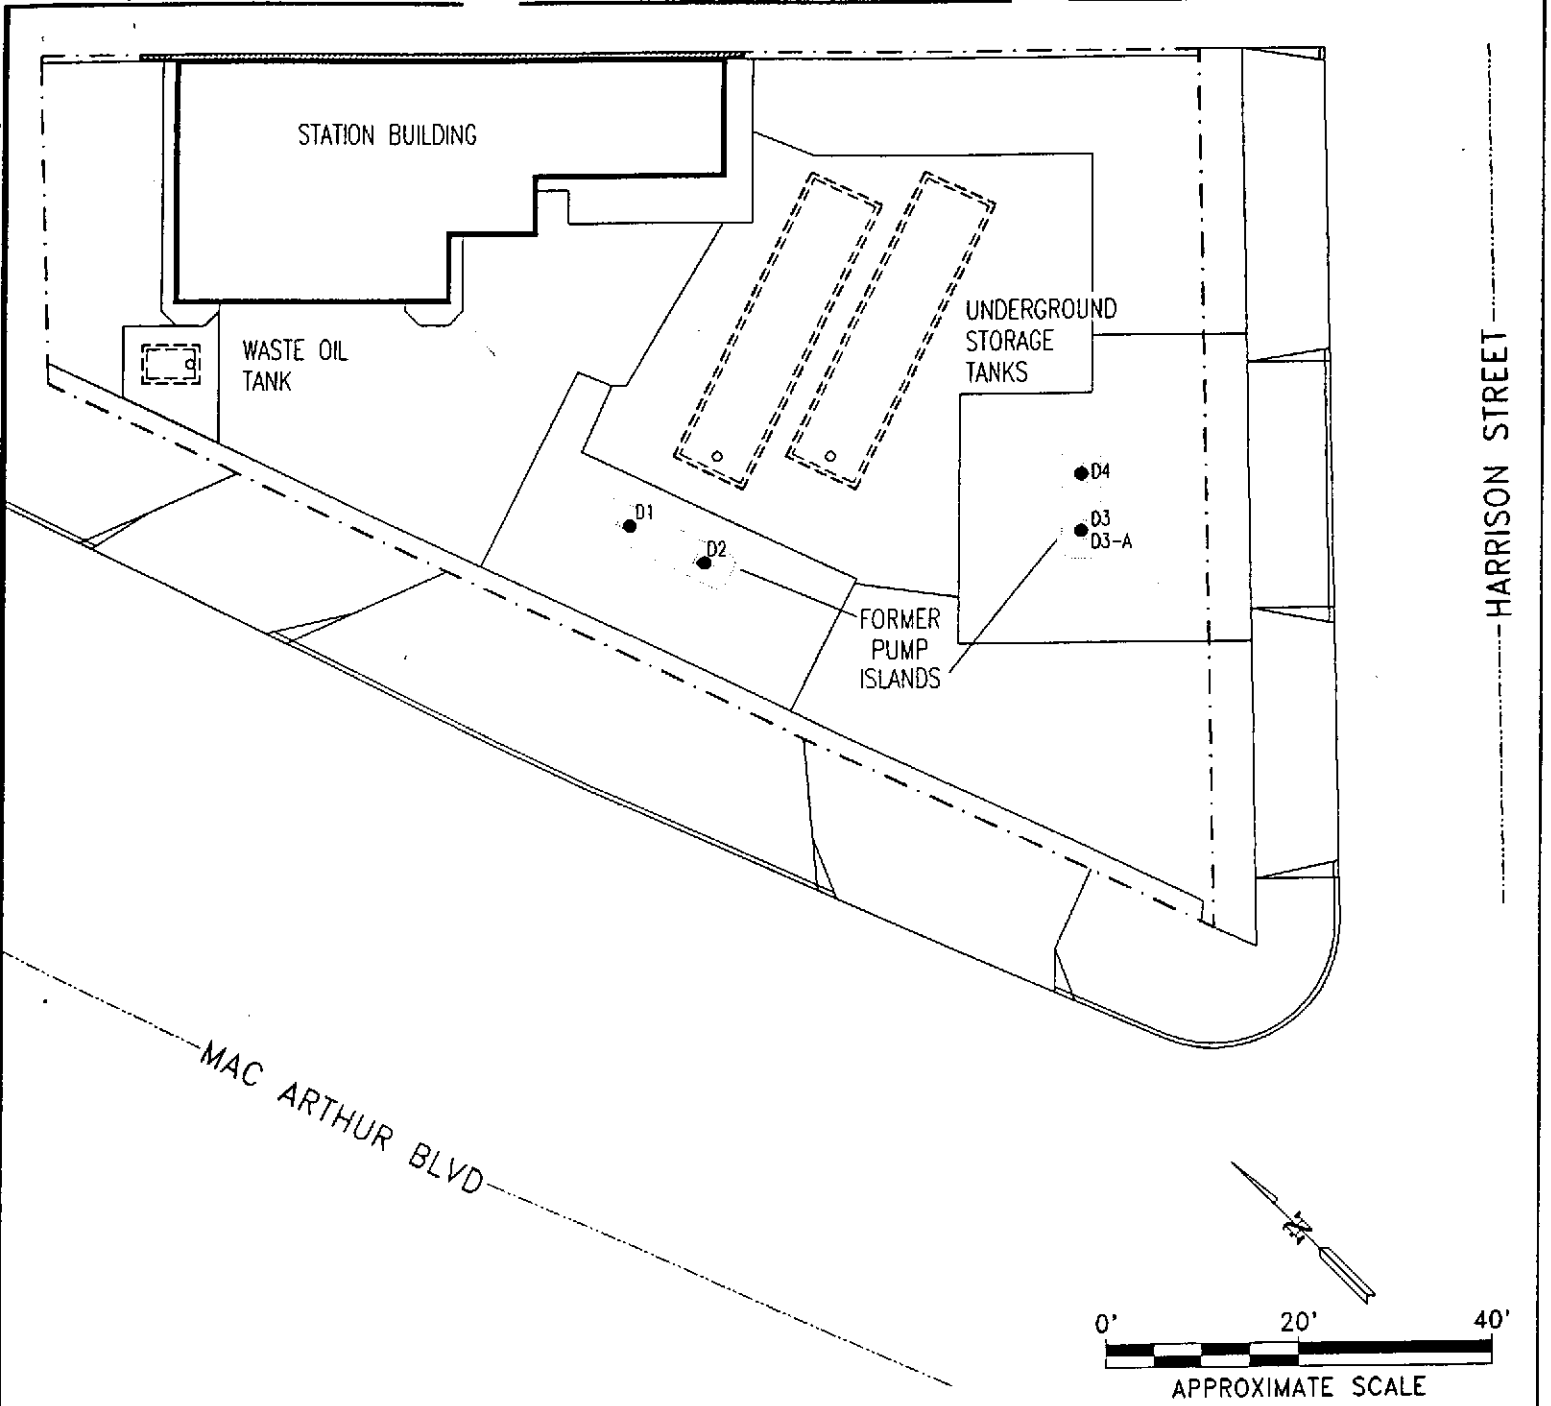 STATION BUILDING
WASTE OIL
TANK
UNDERGROUND
STORAGE
TANKS
D4
D1
D3
D3-A
D2
FORMER
PUMP
ISLANDS
HARRISON STREET
MAC ARTHUR BLVD
N
0' 20' 40'
APPROXIMATE SCALE